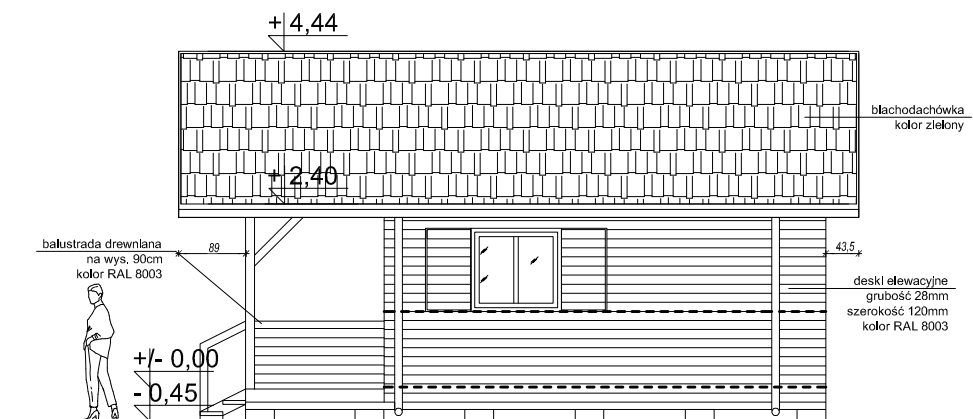 + 4,44
blachodachówka
kolor zielony
+ 2,40
balustrada drewniana
na wys. 90cm
kolor RAL 8003
89
43,5
deski elewacyjne
grubość 28mm
szerokość 120mm
kolor RAL 8003
+/- 0,00
- 0,45